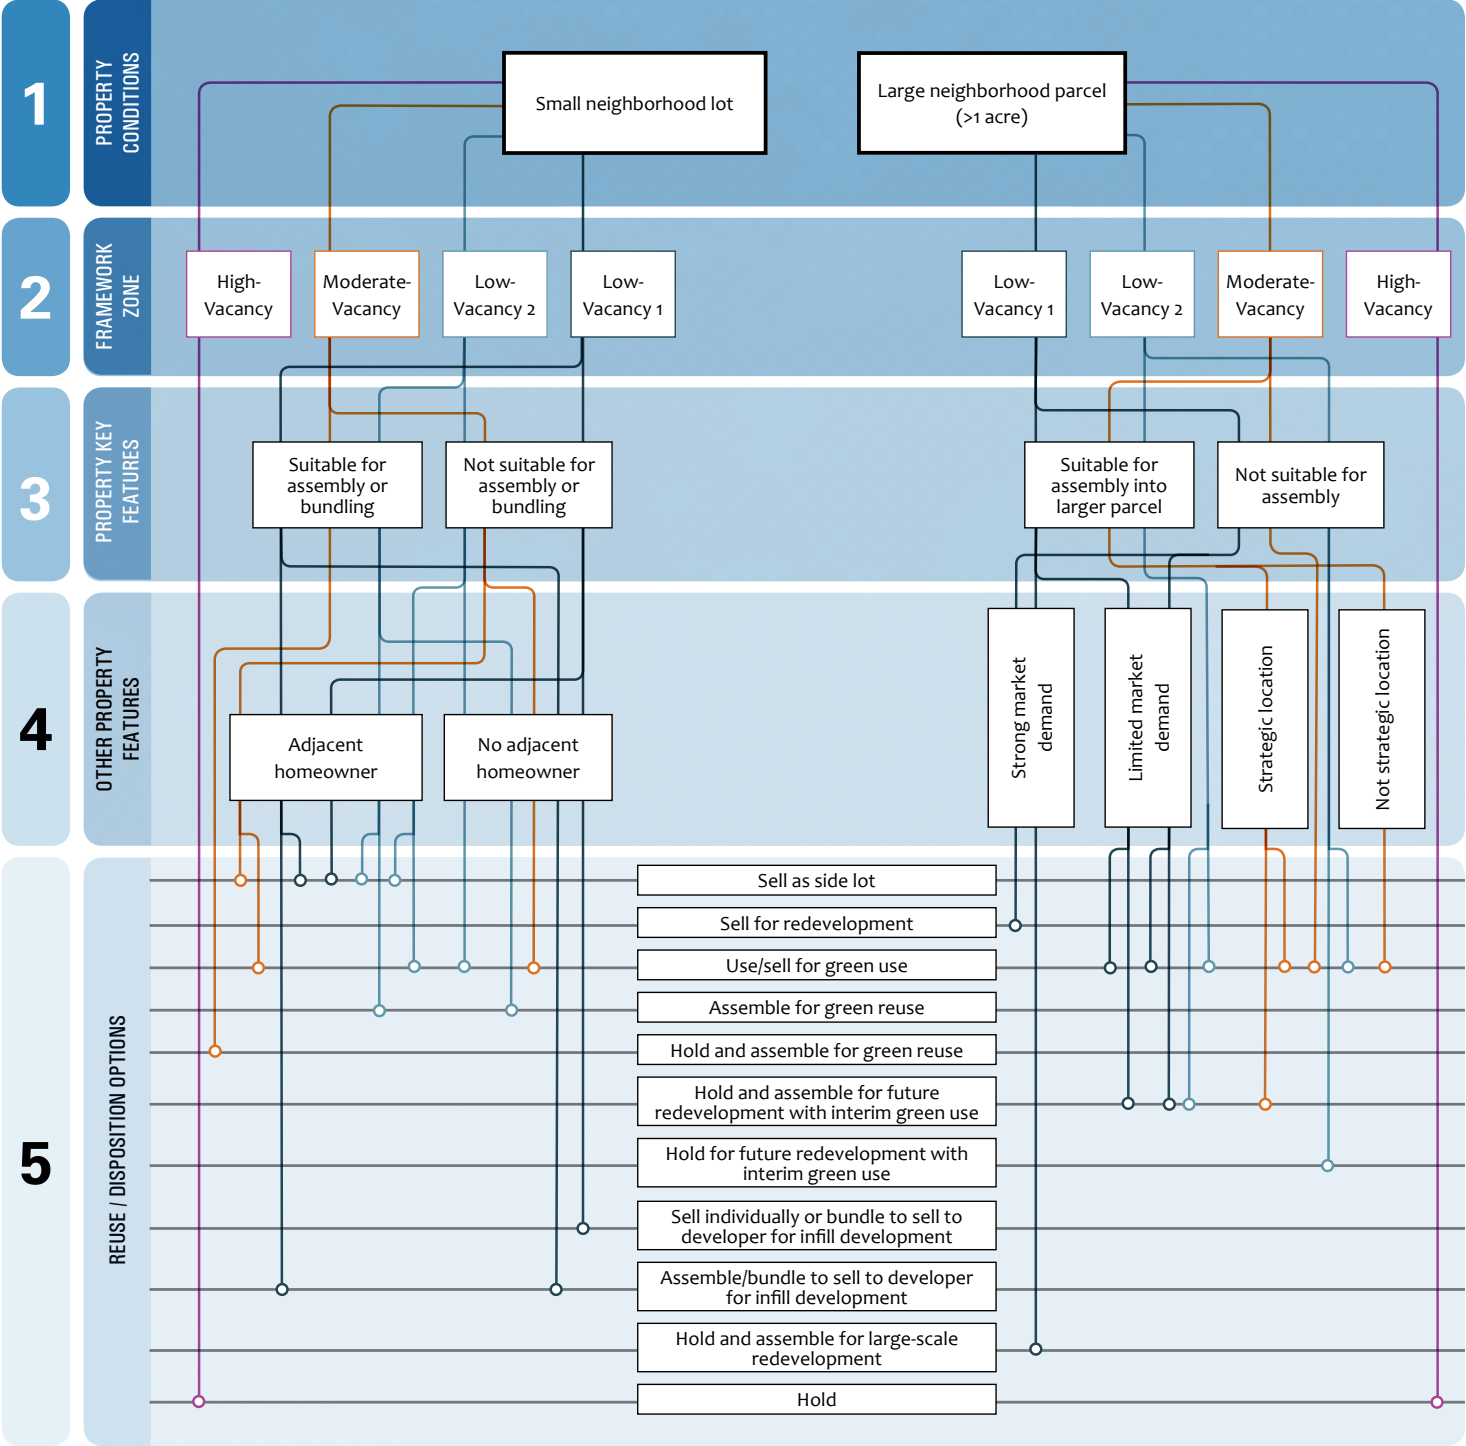 1
PROPERTY
CONDITIONS
Small neighborhood lot
Large neighborhood parcel
(>1 acre)
2
FRAMEWORK
ZONE
High-
Vacancy
Moderate-
Vacancy
Low-
Vacancy 2
Low-
Vacancy 1
Low-
Vacancy 1
Low-
Vacancy 2
Moderate-
Vacancy
High-
Vacancy
3
PROPERTY KEY
FEATURES
Suitable for
assembly or
bundling
Not suitable for
assembly or
bundling
Suitable for
assembly into
larger parcel
Not suitable for
assembly
4
OTHER PROPERTY
FEATURES
Adjacent
homeowner
No adjacent
homeowner
Strong market
demand
Limited market
demand
Strategic location
Not strategic location
5
REUSE / DISPOSITION OPTIONS
Sell as side lot
Sell for redevelopment
Use/sell for green use
Assemble for green reuse
Hold and assemble for green reuse
Hold and assemble for future
redevelopment with interim green use
Hold for future redevelopment with
interim green use
Sell individually or bundle to sell to
developer for infill development
Assemble/bundle to sell to developer
for infill development
Hold and assemble for large-scale
redevelopment
Hold